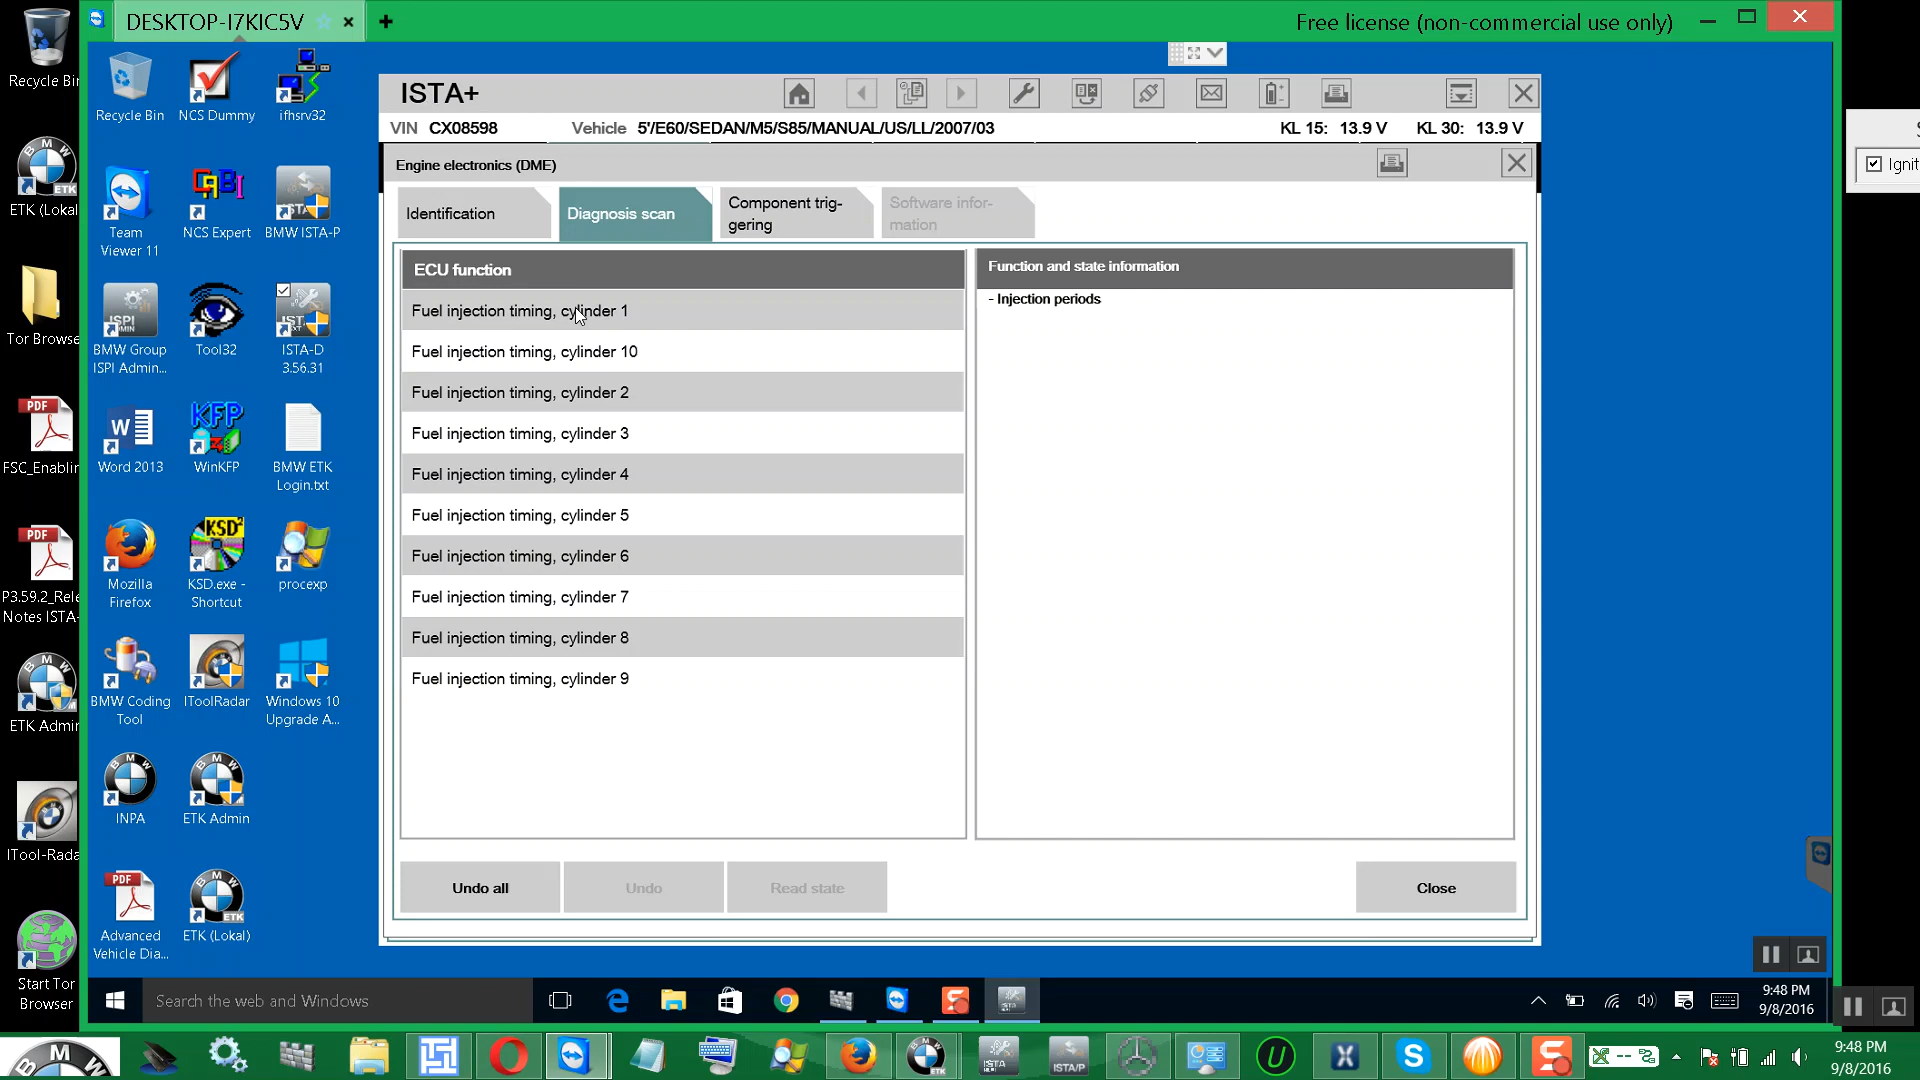 DESKTOP-I7KIC5V
Free license (non-commercial use only)
Recycle Bin
ETK (Lokal
Tor Browse
PDF
FSC_Enablin
PDF
P3.59.2_Rele
Notes ISTA-
ETK Admin
ITool-Rada
Start Tor
Browser
Recycle Bin
NCS Dummy
ifhsrv32
Team
Viewer 11
NCS Expert
BMW ISTA-P
BMW Group
ISPI Admin...
Tool32
ISTA-D
3.56.31
Word 2013
WinKFP
BMW ETK
Login.txt
Mozilla
Firefox
KSD.exe -
Shortcut
procexp
BMW Coding
Tool
IToolRadar
Windows 10
Upgrade A...
INPA
ETK Admin
PDF
Advanced
Vehicle Dia...
ETK (Lokal)
ISTA+
VIN CX08598 Vehicle 5'/E60/SEDAN/M5/S85/MANUAL/US/LL/2007/03 KL 15: 13.9 V KL 30: 13.9 V
Engine electronics (DME)
Identification
Diagnosis scan
Component trig-
gering
Software infor-
mation
ECU function
Fuel injection timing, cylinder 1
Fuel injection timing, cylinder 10
Fuel injection timing, cylinder 2
Fuel injection timing, cylinder 3
Fuel injection timing, cylinder 4
Fuel injection timing, cylinder 5
Fuel injection timing, cylinder 6
Fuel injection timing, cylinder 7
Fuel injection timing, cylinder 8
Fuel injection timing, cylinder 9
Function and state information
- Injection periods
Undo all
Undo
Read state
Close
Ignit
Search the web and Windows
9:48 PM
9/8/2016
9:48 PM
9/8/2016